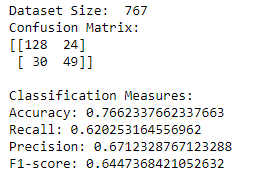 Dataset Size:  767
Confusion Matrix:
[[128  24]
 [ 30  49]]
Classification Measures:
Accuracy: 0.7662337662337663
Recall: 0.620253164556962
Precision: 0.6712328767123288
F1-score: 0.6447368421052632